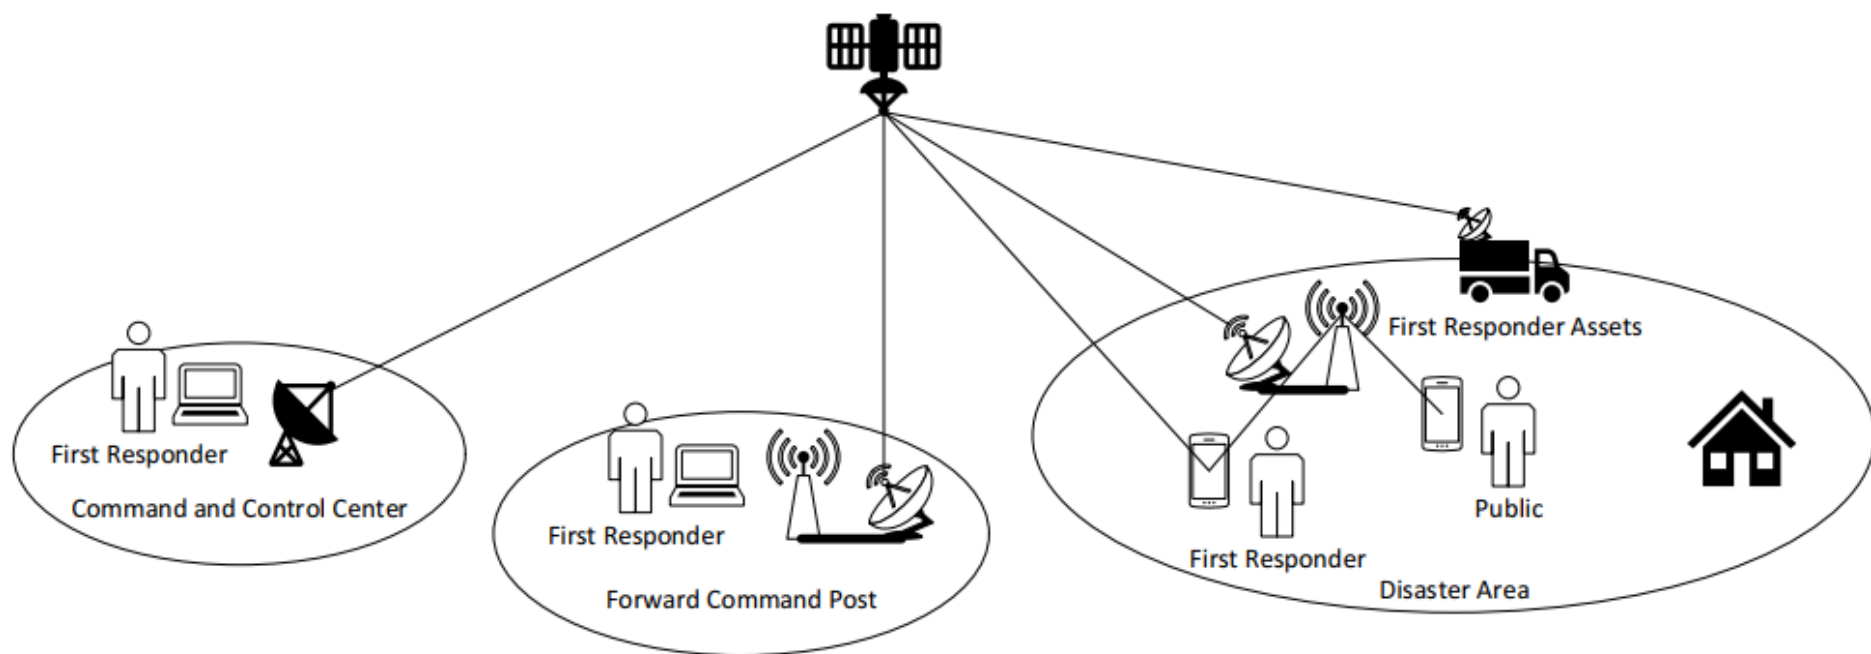 First Responder
Command and Control Center
First Responder
Forward Command Post
First Responder Assets
Public
First Responder
Disaster Area